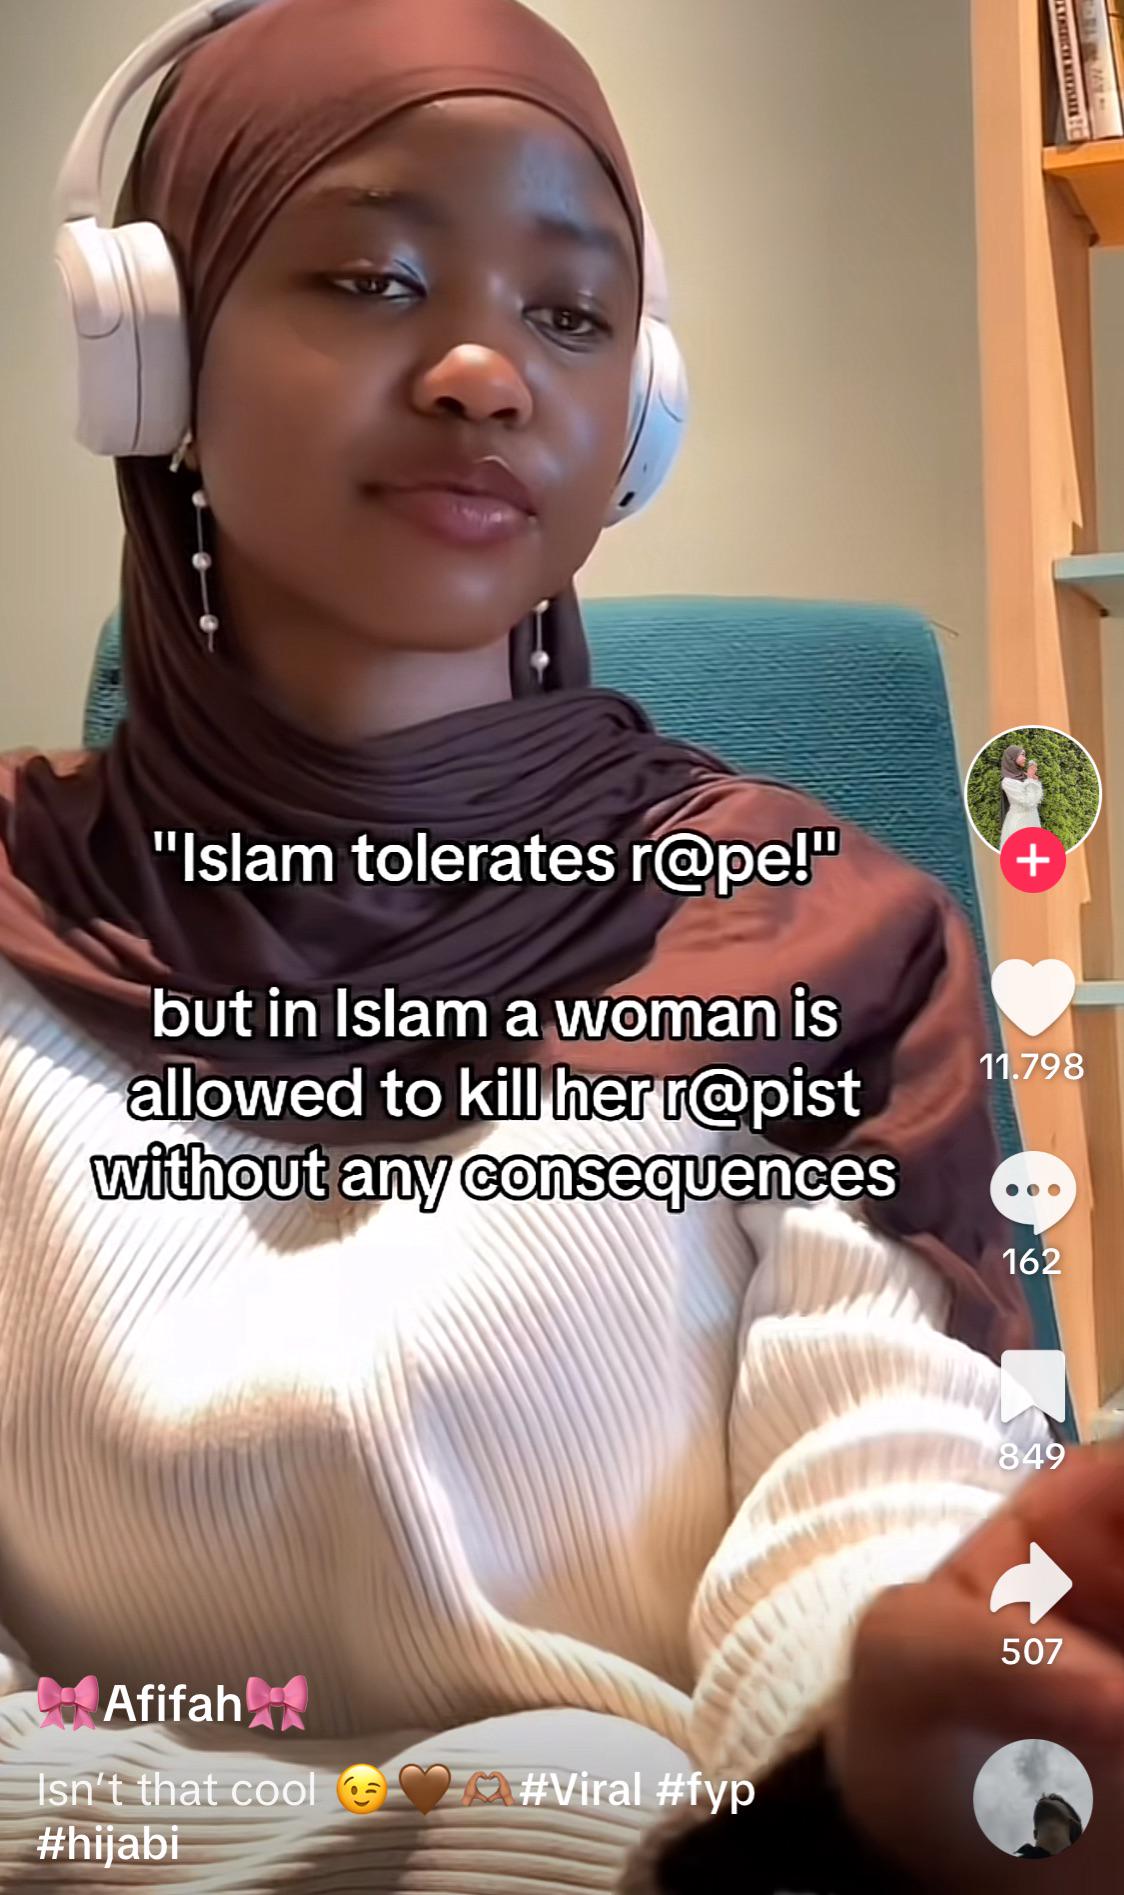 "Islam tolerates r@pe!"
but in Islam a woman is
allowed to kill her r@pist
without any consequences
11.798
162
849
507
🎀Afifah🎀
Isn't that cool 😉🤎🫶🏽#Viral #fyp
#hijabi